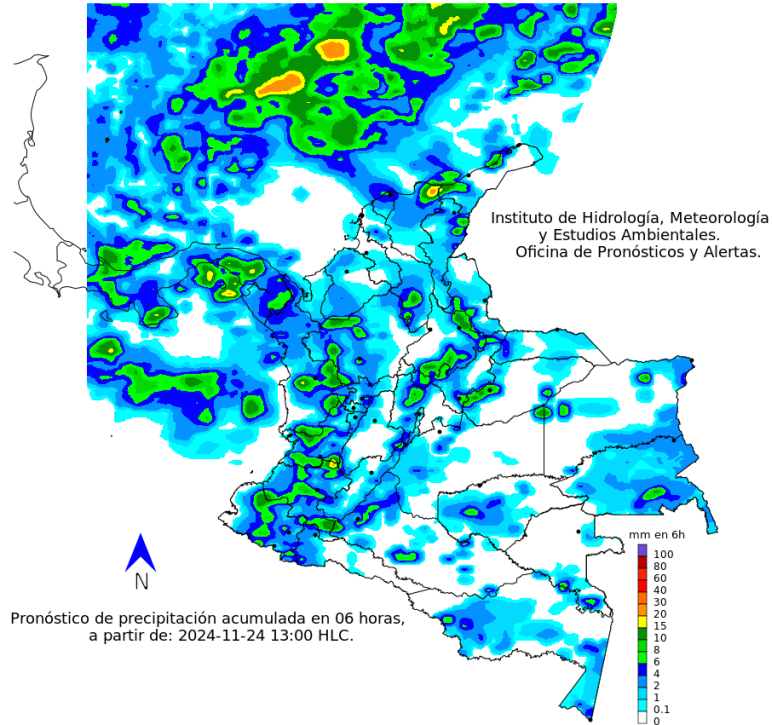 Instituto de Hidrología, Meteorología
y Estudios Ambientales.
Oficina de Pronósticos y Alertas.
N
Pronóstico de precipitación acumulada en 06 horas,
a partir de: 2024-11-24 13:00 HLC.
mm en 6h
100
80
60
40
30
20
15
10
8
6
4
2
1
0.1
0